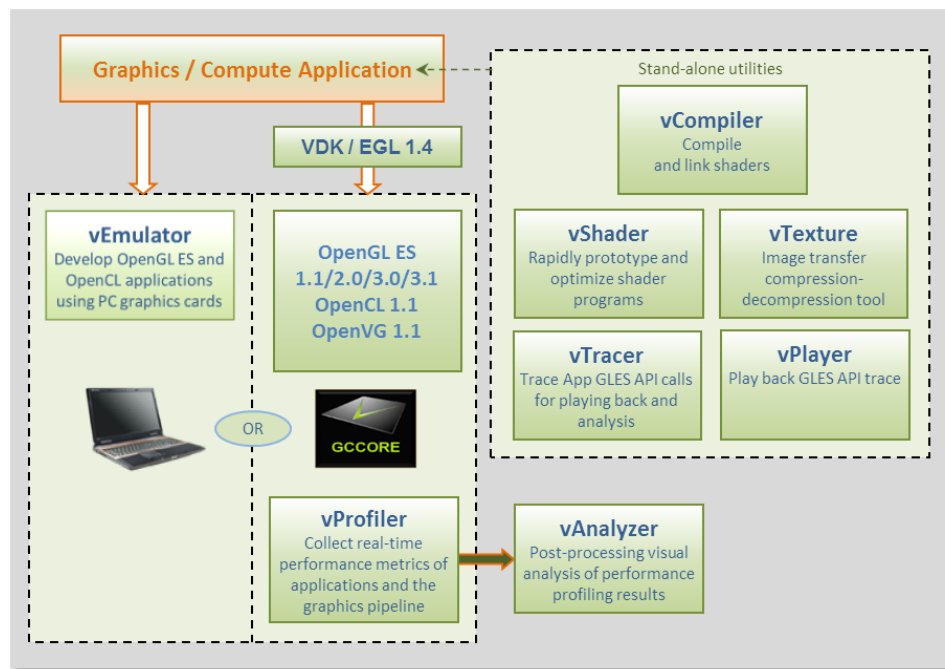 Graphics / Compute Application
Stand-alone utilities
vCompiler
Compile
and link shaders
VDK / EGL 1.4
vEmulator
Develop OpenGL ES and
OpenCL applications
using PC graphics cards
OpenGL ES
1.1/2.0/3.0/3.1
OpenCL 1.1
OpenVG 1.1
vShader
Rapidly prototype and
optimize shader
programs
vTexture
Image transfer
compression-
decompression tool
vTracer
Trace App GLES API calls
for playing back and
analysis
vPlayer
Play back GLES API trace
OR
GCCORE
vProfiler
Collect real-time
performance metrics of
applications and the
graphics pipeline
vAnalyzer
Post-processing visual
analysis of performance
profiling results